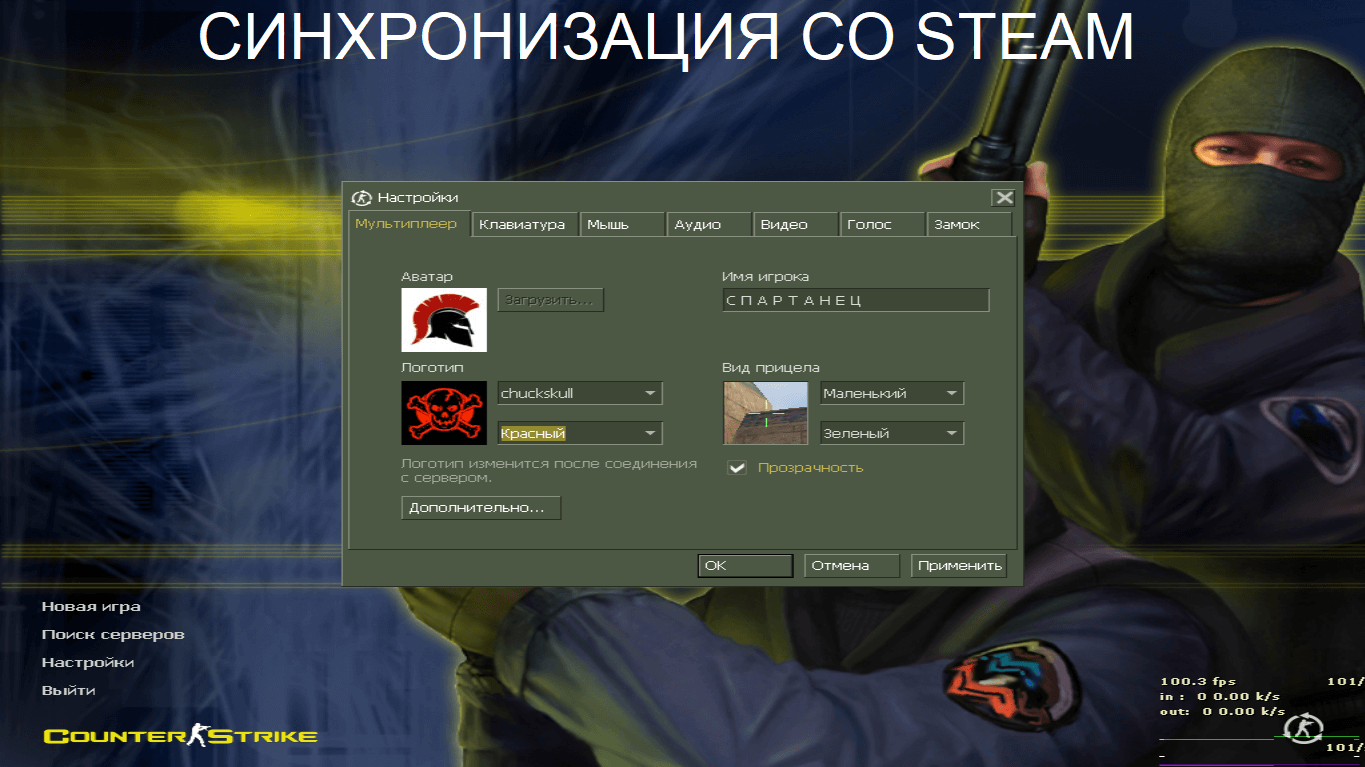 СИНХРОНИЗАЦИЯ СО STEAM
Настройки
Мультиплеер Клавиатура Мышь Аудио Видео Голос Замок
Аватар
Загрузить...
Имя игрока
С П А Р Т А Н Е Ц
Логотип
chuckskull
Красный
Вид прицела
Маленький
Зеленый
Логотип изменится после соединения
с сервером.
Прозрачность
Дополнительно...
OK Отмена Применить
Новая игра
Поиск серверов
Настройки
Выйти
COUNTER STRIKE
100.3 fps 101/
in : 0 0.00 k/s
out: 0 0.00 k/s
101/